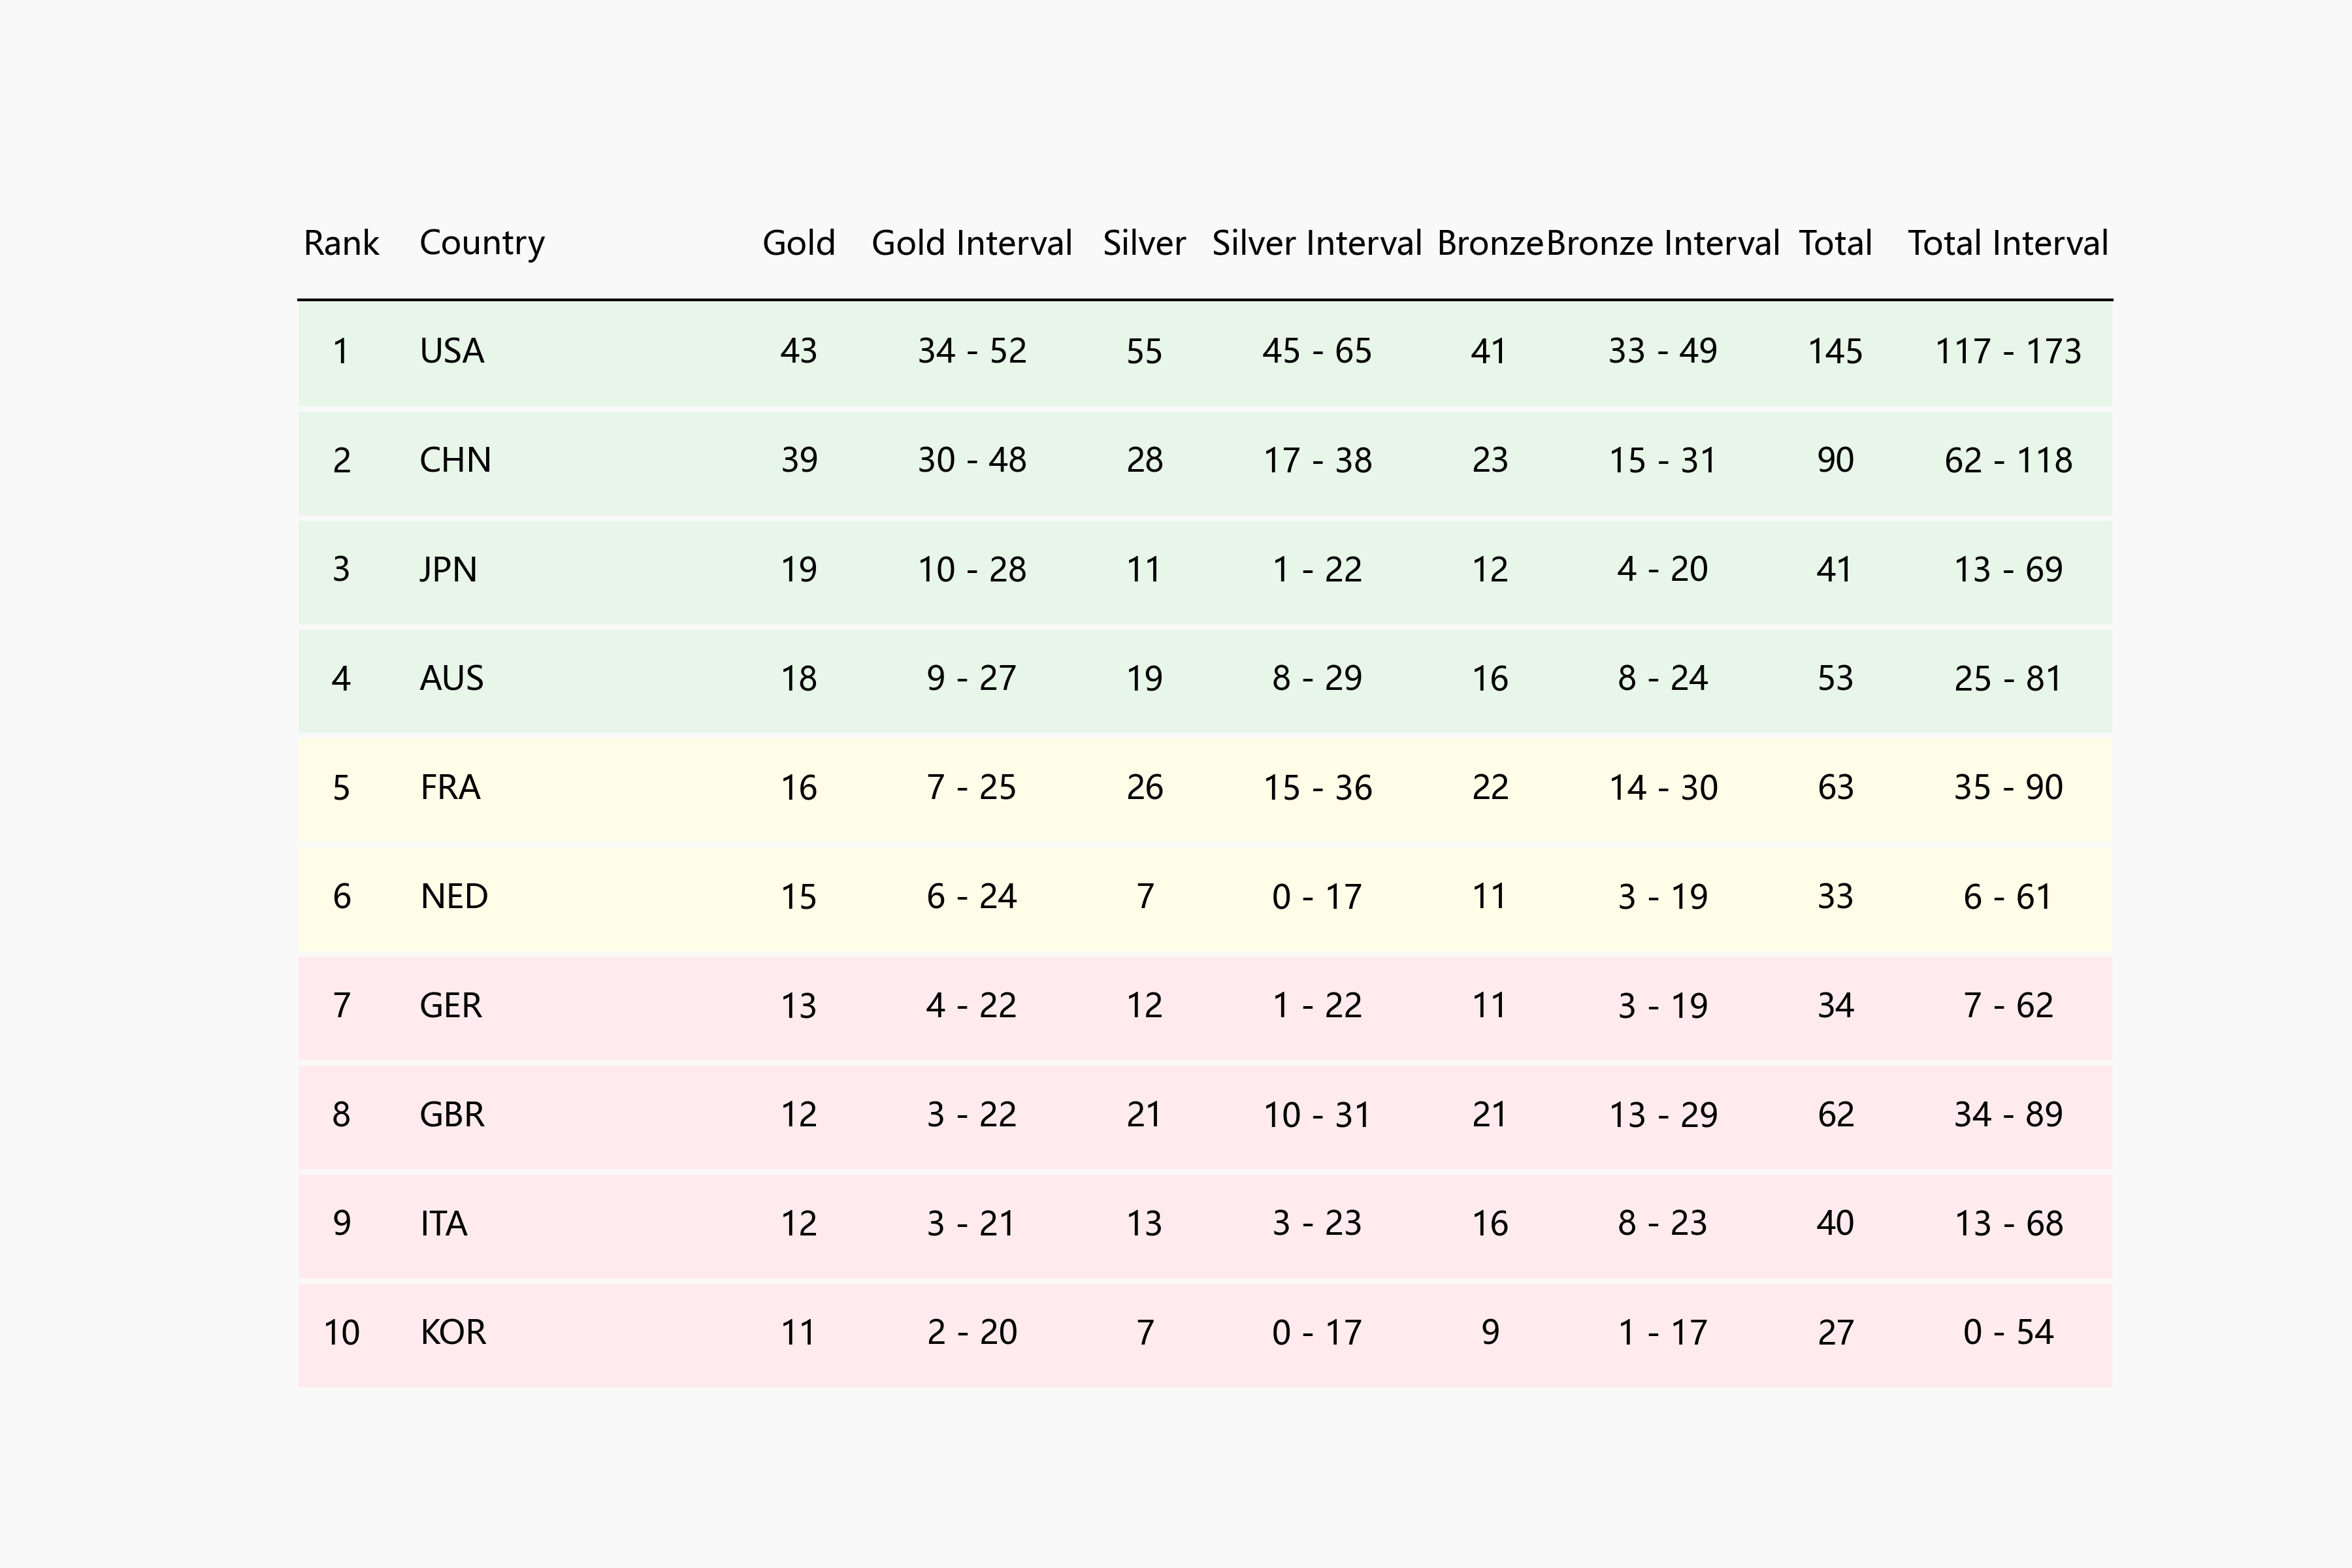 Rank Country Gold Gold Interval Silver Silver Interval Bronze Bronze Interval Total Total Interval
1 USA 43 34 - 52 55 45 - 65 41 33 - 49 145 117 - 173
2 CHN 39 30 - 48 28 17 - 38 23 15 - 31 90 62 - 118
3 JPN 19 10 - 28 11 1 - 22 12 4 - 20 41 13 - 69
4 AUS 18 9 - 27 19 8 - 29 16 8 - 24 53 25 - 81
5 FRA 16 7 - 25 26 15 - 36 22 14 - 30 63 35 - 90
6 NED 15 6 - 24 7 0 - 17 11 3 - 19 33 6 - 61
7 GER 13 4 - 22 12 1 - 22 11 3 - 19 34 7 - 62
8 GBR 12 3 - 22 21 10 - 31 21 13 - 29 62 34 - 89
9 ITA 12 3 - 21 13 3 - 23 16 8 - 23 40 13 - 68
10 KOR 11 2 - 20 7 0 - 17 9 1 - 17 27 0 - 54